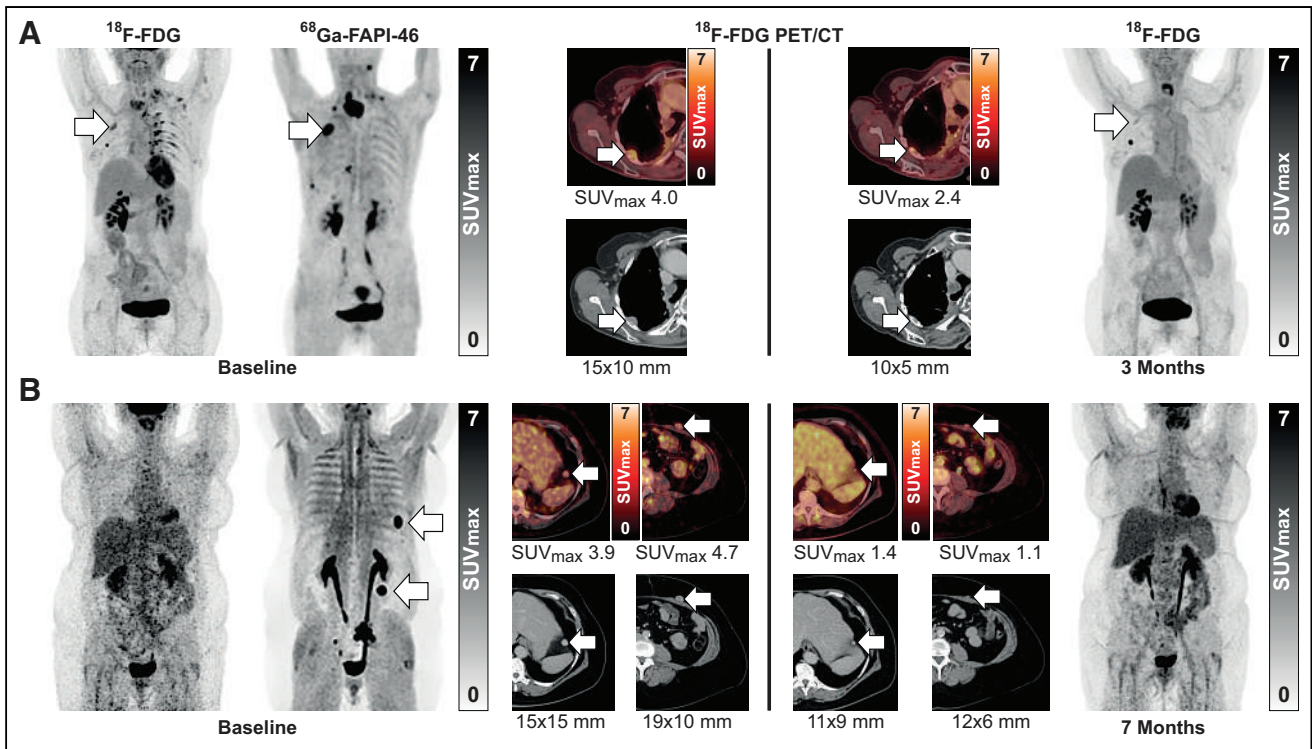 A
18F-FDG
68Ga-FAPI-46
18F-FDG PET/CT
18F-FDG
7
SUVmax
0
7
SUVmax
0
7
SUVmax
0
7
SUVmax
0
SUVmax 4.0
SUVmax 2.4
15x10 mm
10x5 mm
Baseline
3 Months
B
7
SUVmax
0
7
SUVmax
0
7
SUVmax
0
7
SUVmax
0
SUVmax 3.9
SUVmax 4.7
SUVmax 1.4
SUVmax 1.1
15x15 mm
19x10 mm
11x9 mm
12x6 mm
Baseline
7 Months